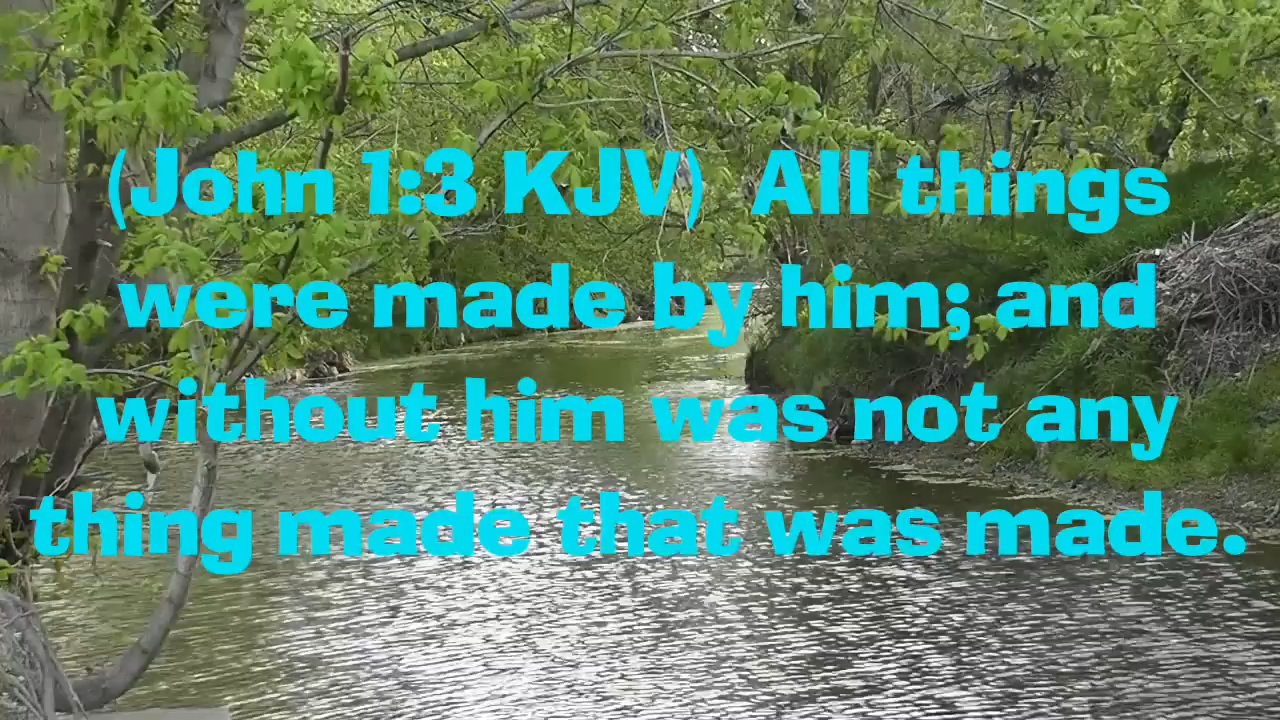 (John 1:3 KJV)  All things
were made by him; and
without him was not any
thing made that was made.